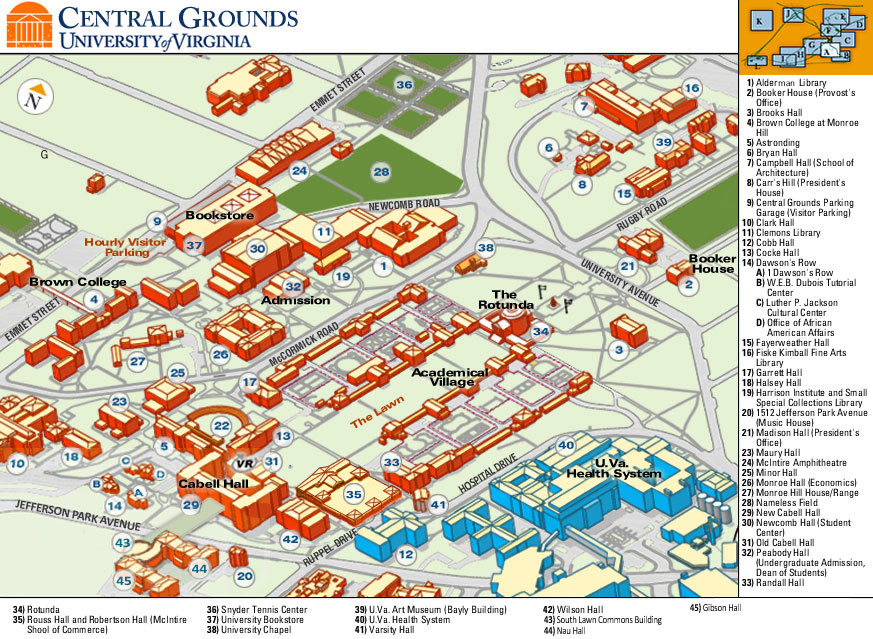 CENTRAL GROUNDS
UNIVERSITY of VIRGINIA
K
J
E
D
F
C
G
A
H
B
L
N
G
EMMET STREET
36
7
16
6
39
8
15
24
28
NEWCOMB ROAD
RUGBY ROAD
9
Bookstore
37
Hourly Visitor
Parking
11
30
1
38
19
32
21
Booker
House
2
UNIVERSITY AVENUE
Brown College
4
Admission
The
Rotunda
34
EMMET STREET
McCORMICK ROAD
26
27
3
25
17
Academical
Village
The Lawn
23
22
13
5
40
U.Va.
Health System
10
18
C
D
B
A
14
VR
31
Cabell Hall
33
HOSPITAL DRIVE
35
41
29
JEFFERSON PARK AVENUE
42
RUPPEL DRIVE
12
43
44
45
20
1) Alderman Library
2) Booker House (Provost's
Office)
3) Brooks Hall
4) Brown College at Monroe
Hill
5) Astronding
6) Bryan Hall
7) Campbell Hall (School of
Architecture)
8) Carr's Hill (President's
House)
9) Central Grounds Parking
Garage (Visitor Parking)
10) Clark Hall
11) Clemons Library
12) Cobb Hall
13) Cocke Hall
14) Dawson's Row
A) 1 Dawson's Row
B) W.E.B. Dubois Tutorial
Center
C) Luther P. Jackson
Cultural Center
D) Office of African
American Affairs
15) Fayerweather Hall
16) Fiske Kimball Fine Arts
Library
17) Garrett Hall
18) Halsey Hall
19) Harrison Institute and Small
Special Collections Library
20) 1512 Jefferson Park Avenue
(Music House)
21) Madison Hall (President's
Office)
23) Maury Hall
24) McIntire Amphitheatre
25) Minor Hall
26) Monroe Hall (Economics)
27) Monroe Hill House/Range
28) Nameless Field
29) New Cabell Hall
30) Newcomb Hall (Student
Center)
31) Old Cabell Hall
32) Peabody Hall
(Undergraduate Admission,
Dean of Students)
33) Randall Hall
34) Rotunda
35) Rouss Hall and Robertson Hall (McIntire
Shool of Commerce)
36) Snyder Tennis Center
37) University Bookstore
38) University Chapel
39) U.Va. Art Museum (Bayly Building)
40) U.Va. Health System
41) Varsity Hall
42) Wilson Hall
43) South Lawn Commons Building
44) Nau Hall
45) Gibson Hall